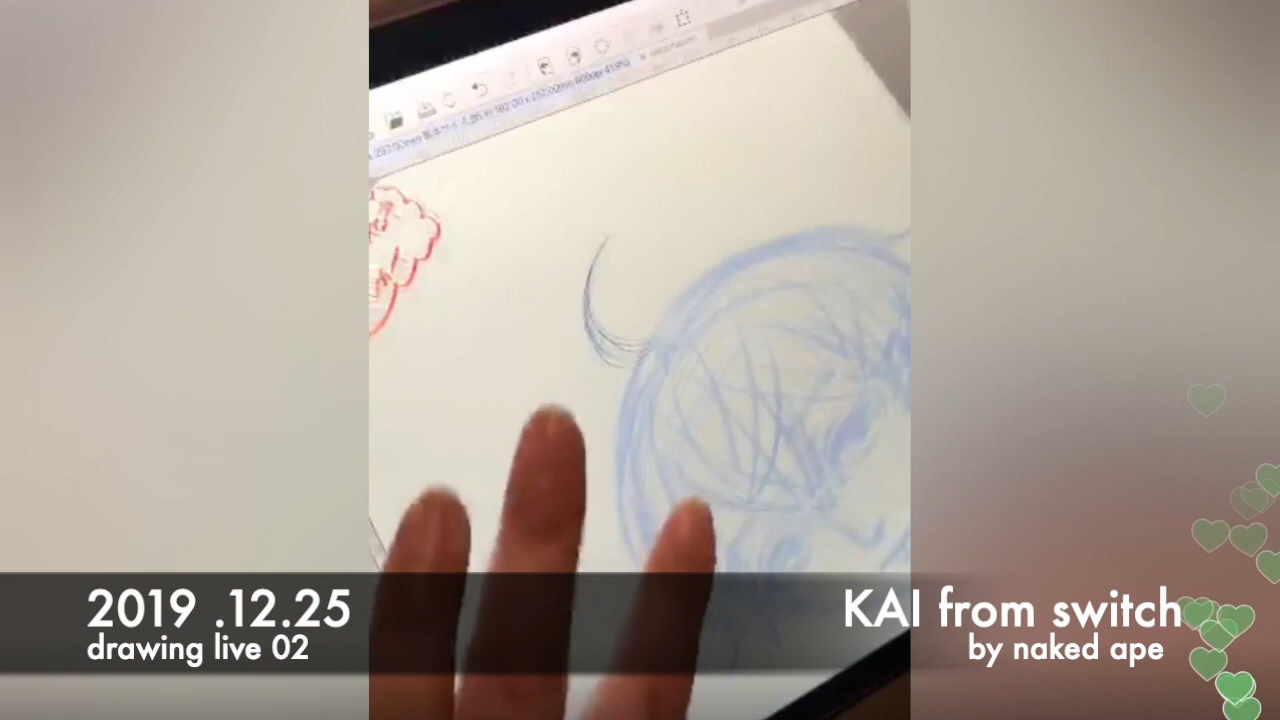 2019 .12.25
drawing live 02
KAI from switch
by naked ape